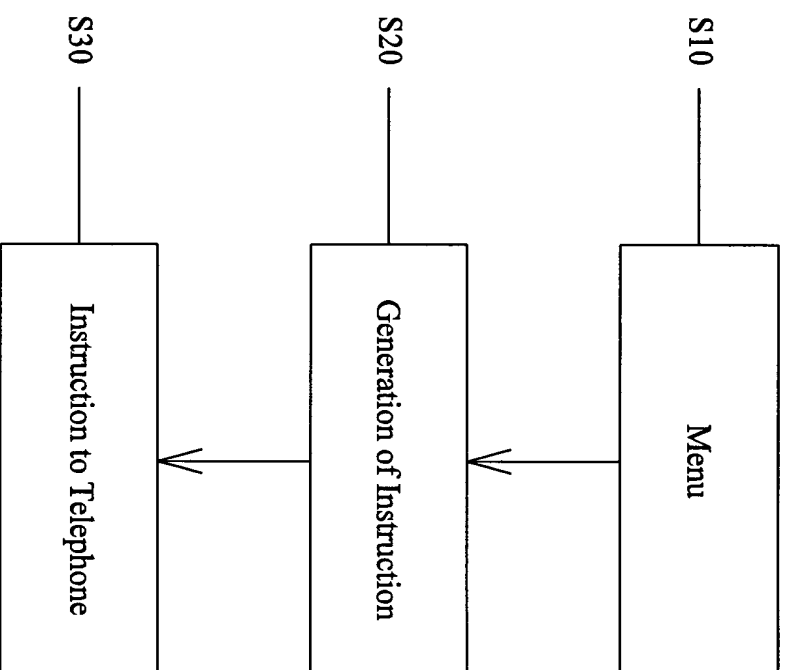 S10
Menu
S20
Generation of Instruction
S30
Instruction to Telephone